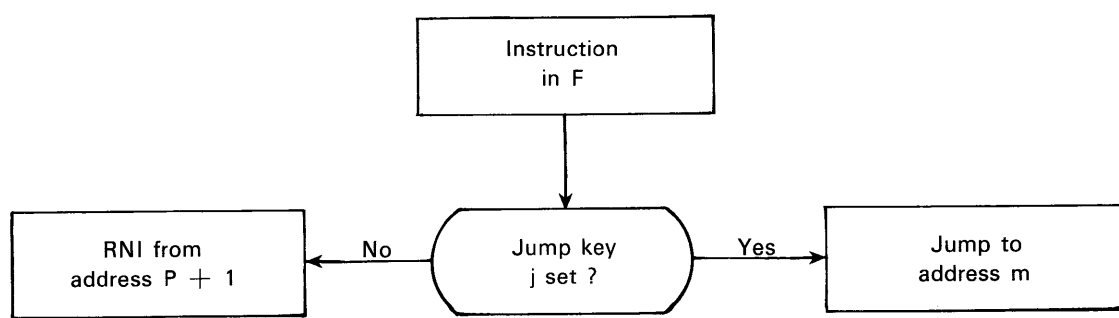 Instruction
in F
RNI from
address P + 1
No
Jump key
j set ?
Yes
Jump to
address m